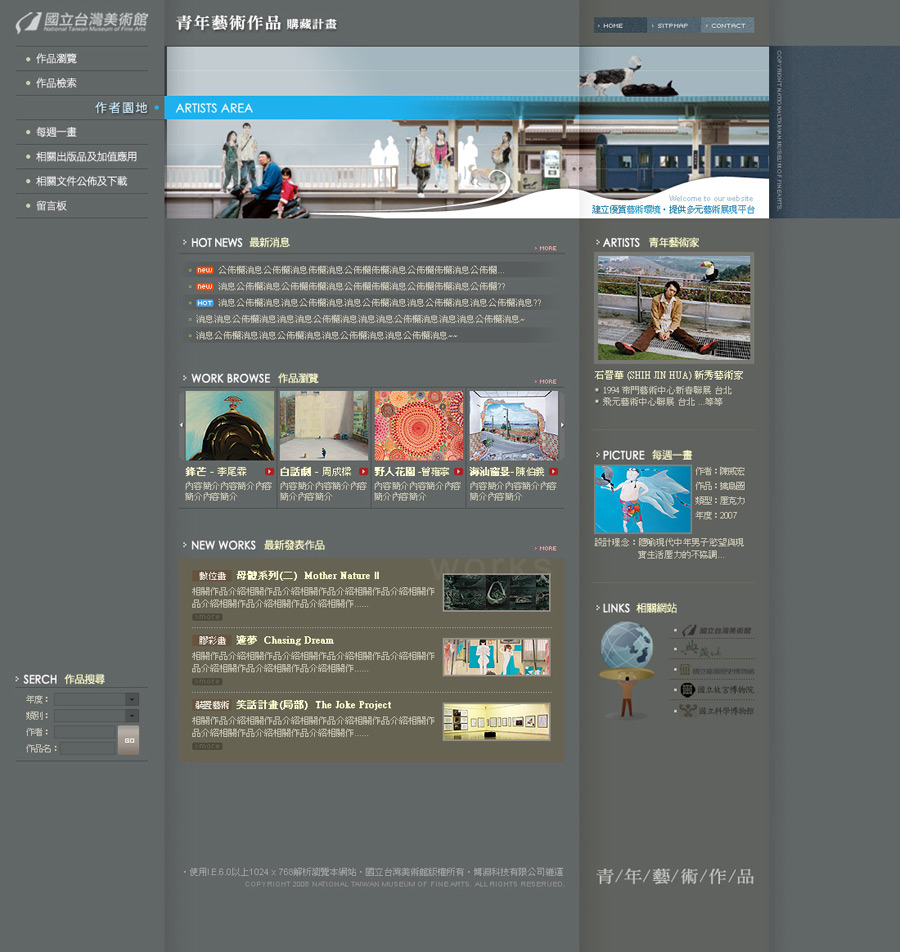 國立台灣美術館
National Taiwan Museum of Fine Arts
青年藝術作品 購藏計畫
HOME
SITPMAP
CONTACT
作品瀏覽
作品檢索
作者園地
ARTISTS AREA
每週一畫
相關出版品及加值應用
相關文件公佈及下載
留言板
COPYRIGHT NATIONAL TAIWAN MUSEUM OF FINE ARTS.
Welcome to our website
建立優質藝術環境，提供多元藝術展現平台
HOT NEWS 最新消息
MORE
new 公佈欄消息公佈欄消息佈欄消息公佈欄佈欄消息佈欄消息公佈欄...
new 消息公佈欄消息公佈欄佈欄消息公佈欄佈欄消息公佈欄??
HOT 消息公佈欄消息消息公佈欄消息公佈欄消息消息公佈欄消息消息公佈欄消息??
消息消息公佈欄消息消息消息公佈欄消息公佈欄消息消息消息公佈欄消息~
消息公佈欄公佈欄消息消息公佈欄消息消息公佈欄消息~~
WORK BROWSE 作品瀏覽
MORE
鋒芒 - 李尾霖
內容簡介內容簡介內容
簡介內容簡介
白話劇 - 周成樑
內容簡介內容簡介內容
簡介內容簡介
野人花園 -曾雍甯
內容簡介內容簡介內容
簡介內容簡介
海汕窗景- 陳伯義
內容簡介內容簡介內容
簡介內容簡介
NEW WORKS 最新發表作品
MORE
works
數位畫 母體系列(二) Mother Nature II
相關作品介紹相關作品介紹相關作品介紹相關作品介紹相關作
品介紹相關作品介紹相關作品介紹相關作......
more
膠彩畫 遊夢 Chasing Dream
相關作品介紹相關作品介紹相關作品介紹相關作品介紹相關作
品介紹相關作品介紹相關作品介紹相關作......
more
裝置藝術 笑話計畫(局部) The Joke Project
相關作品介紹相關作品介紹相關作品介紹相關作品介紹相關作
品介紹相關作品介紹相關作品介紹相關作......
more
ARTISTS 青年藝術家
石晉華 (SHIH JIN HUA) 新秀藝術家
1994 帝門藝術中心新春聯展 台北
飛元藝術中心聯展 台北 ...等等
PICTURE 每週一畫
作者：陳威宏
作品：擒鳥圖
類型：壓克力
年度：2007
設計理念：隱喻現代中年男子慾望與現
實生活壓力的不協調...
LINKS 相關網站
國立臺灣美術館
國立臺灣歷史博物館
國立故宮博物院
國立科學博物館
SERCH 作品搜尋
年度：
類別：
作者：
作品名：
GO
使用I.E.6.0以上1024 x 768解析瀏覽本網站，國立台灣美術館版權所有，博淵科技有限公司維運
COPYRIGHT 2008 NATIONAL TAIWAN MUSEUM OF FINE ARTS. ALL RIGHTS RESERUED.
青/年/藝/術/作/品